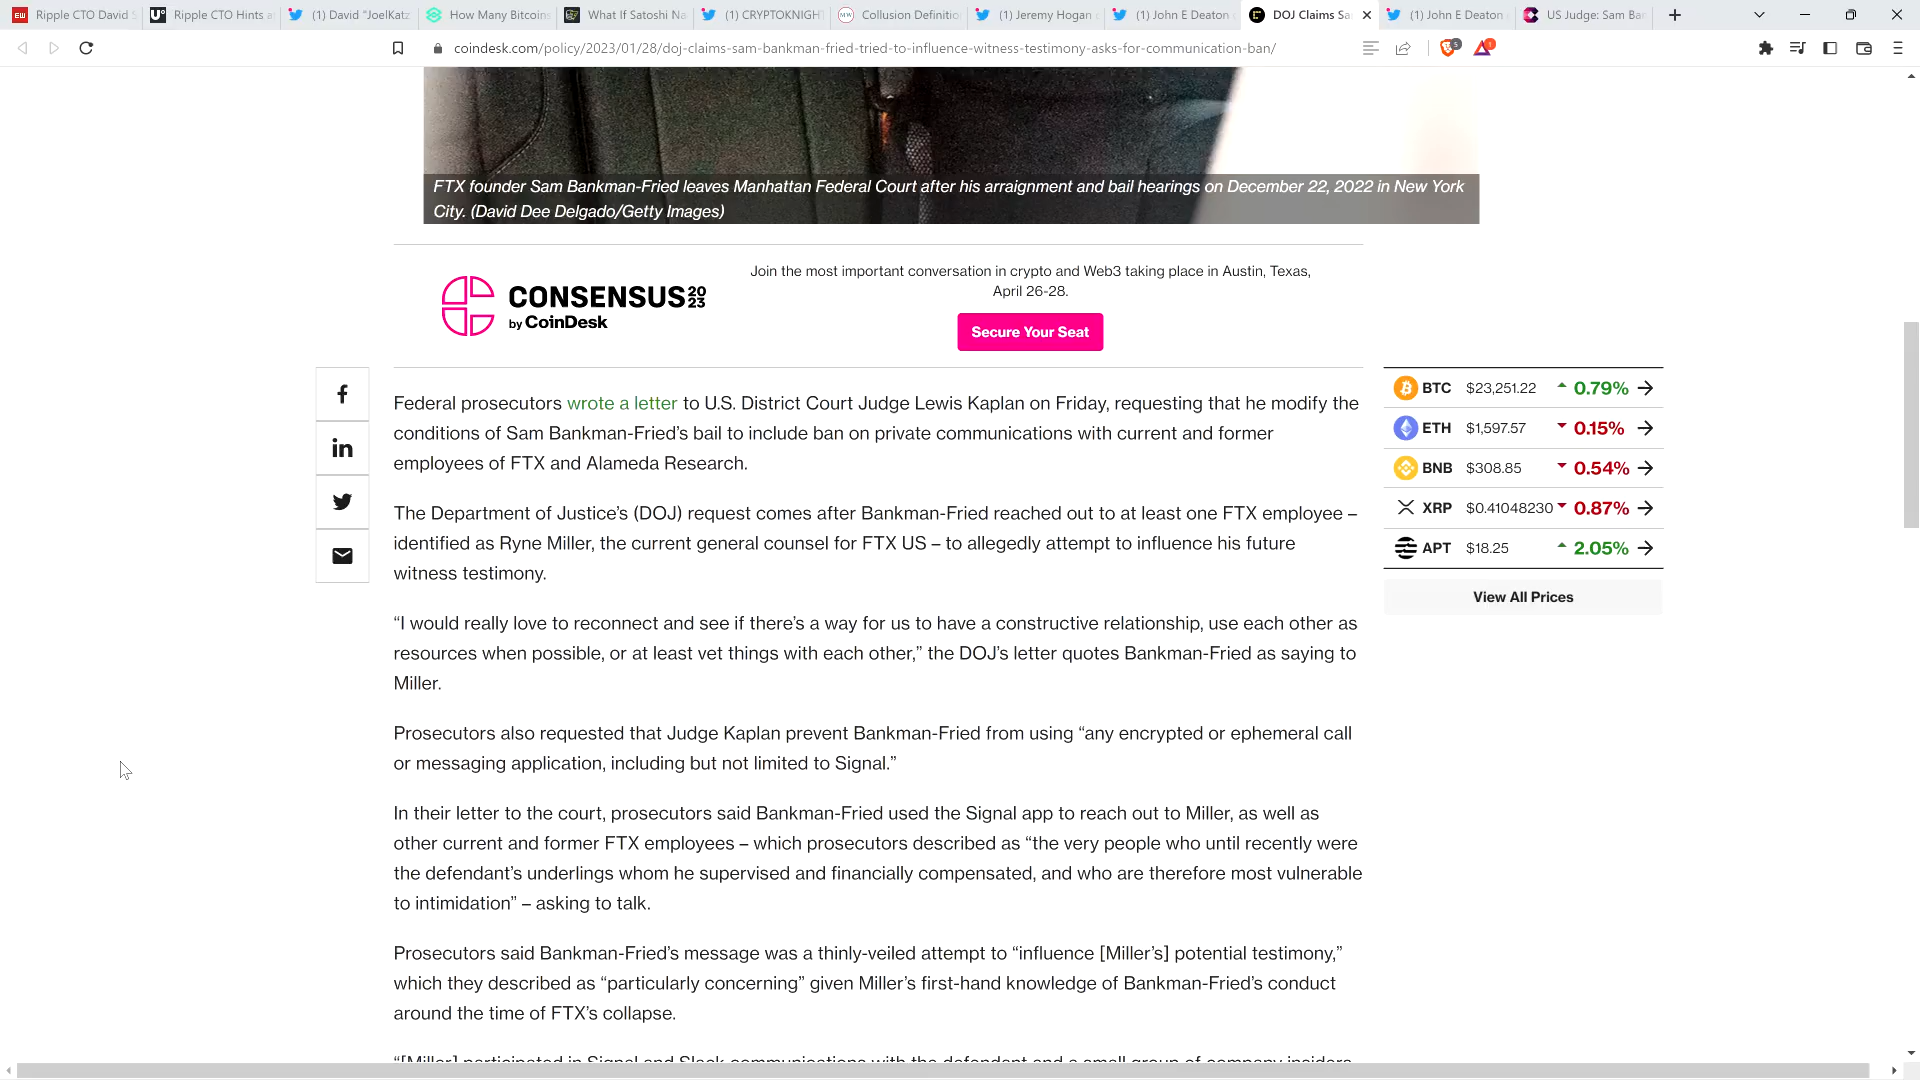 Ripple CTO David S
Ripple CTO Hints a
(1) David "JoelKatz
How Many Bitcoins
What If Satoshi Na
(1) CRYPTOKNIGHT
Collusion Definitio
(1) Jeremy Hogan
(1) John E Deaton
DOJ Claims Sa
(1) John E Deaton
US Judge: Sam Ban
coindesk.com/policy/2023/01/28/doj-claims-sam-bankman-fried-tried-to-influence-witness-testimony-asks-for-communication-ban/
FTX founder Sam Bankman-Fried leaves Manhattan Federal Court after his arraignment and bail hearings on December 22, 2022 in New York
City. (David Dee Delgado/Getty Images)
CONSENSUS 2023
by CoinDesk
Join the most important conversation in crypto and Web3 taking place in Austin, Texas,
April 26-28.
Secure Your Seat
Federal prosecutors wrote a letter to U.S. District Court Judge Lewis Kaplan on Friday, requesting that he modify the
conditions of Sam Bankman-Fried’s bail to include ban on private communications with current and former
employees of FTX and Alameda Research.
The Department of Justice’s (DOJ) request comes after Bankman-Fried reached out to at least one FTX employee –
identified as Ryne Miller, the current general counsel for FTX US – to allegedly attempt to influence his future
witness testimony.
“I would really love to reconnect and see if there’s a way for us to have a constructive relationship, use each other as
resources when possible, or at least vet things with each other,” the DOJ’s letter quotes Bankman-Fried as saying to
Miller.
Prosecutors also requested that Judge Kaplan prevent Bankman-Fried from using “any encrypted or ephemeral call
or messaging application, including but not limited to Signal.”
In their letter to the court, prosecutors said Bankman-Fried used the Signal app to reach out to Miller, as well as
other current and former FTX employees – which prosecutors described as “the very people who until recently were
the defendant’s underlings whom he supervised and financially compensated, and who are therefore most vulnerable
to intimidation” – asking to talk.
Prosecutors said Bankman-Fried’s message was a thinly-veiled attempt to “influence [Miller’s] potential testimony,”
which they described as “particularly concerning” given Miller’s first-hand knowledge of Bankman-Fried’s conduct
around the time of FTX’s collapse.
“[Miller] participated in Signal and Slack communications with the defendant and a small group of company insiders
BTC $23,251.22 0.79%
ETH $1,597.57 0.15%
BNB $308.85 0.54%
XRP $0.41048230 0.87%
APT $18.25 2.05%
View All Prices